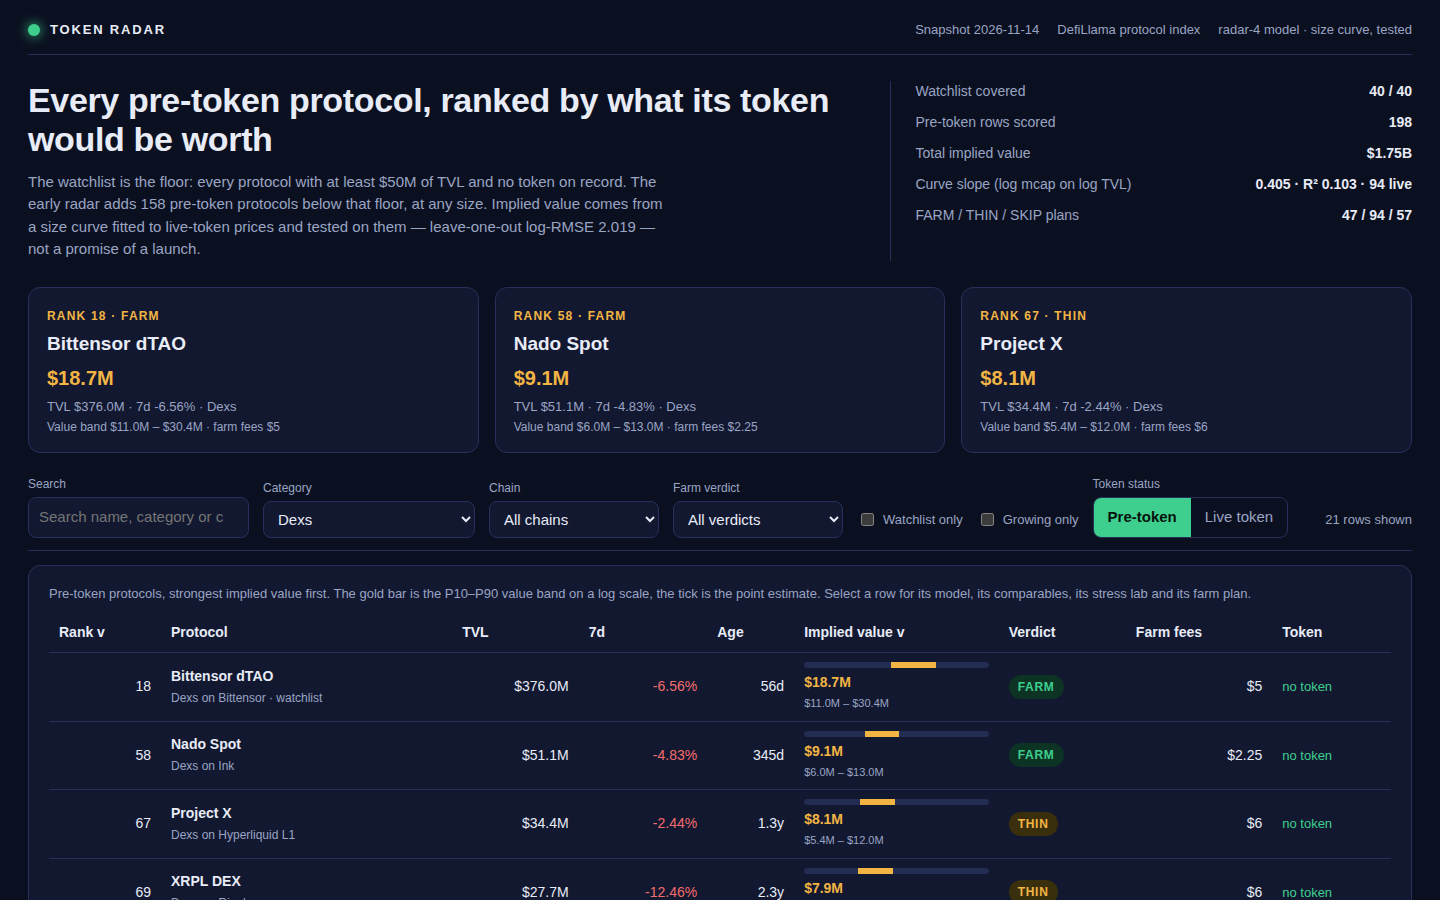 TOKEN RADAR
Snapshot 2026-11-14 DefiLlama protocol index radar-4 model · size curve, tested
Every pre-token protocol, ranked by what its token
would be worth
The watchlist is the floor: every protocol with at least $50M of TVL and no token on record. The
early radar adds 158 pre-token protocols below that floor, at any size. Implied value comes from
a size curve fitted to live-token prices and tested on them — leave-one-out log-RMSE 2.019 —
not a promise of a launch.
Watchlist covered 40 / 40
Pre-token rows scored 198
Total implied value $1.75B
Curve slope (log mcap on log TVL) 0.405 · R² 0.103 · 94 live
FARM / THIN / SKIP plans 47 / 94 / 57
RANK 18 · FARM
Bittensor dTAO
$18.7M
TVL $376.0M · 7d -6.56% · Dexs
Value band $11.0M – $30.4M · farm fees $5
RANK 58 · FARM
Nado Spot
$9.1M
TVL $51.1M · 7d -4.83% · Dexs
Value band $6.0M – $13.0M · farm fees $2.25
RANK 67 · THIN
Project X
$8.1M
TVL $34.4M · 7d -2.44% · Dexs
Value band $5.4M – $12.0M · farm fees $6
Search Category Chain Farm verdict Token status
Search name, category or c Dexs All chains All verdicts Watchlist only Growing only Pre-token Live token 21 rows shown
Pre-token protocols, strongest implied value first. The gold bar is the P10–P90 value band on a log scale, the tick is the point estimate. Select a row for its model, its comparables, its stress lab and its farm plan.
Rank v Protocol TVL 7d Age Implied value v Verdict Farm fees Token
18 Bittensor dTAO $376.0M -6.56% 56d $18.7M FARM $5 no token
Dexs on Bittensor · watchlist $11.0M – $30.4M
58 Nado Spot $51.1M -4.83% 345d $9.1M FARM $2.25 no token
Dexs on Ink $6.0M – $13.0M
67 Project X $34.4M -2.44% 1.3y $8.1M THIN $6 no token
Dexs on Hyperliquid L1 $5.4M – $12.0M
69 XRPL DEX $27.7M -12.46% 2.3y $7.9M THIN $6 no token